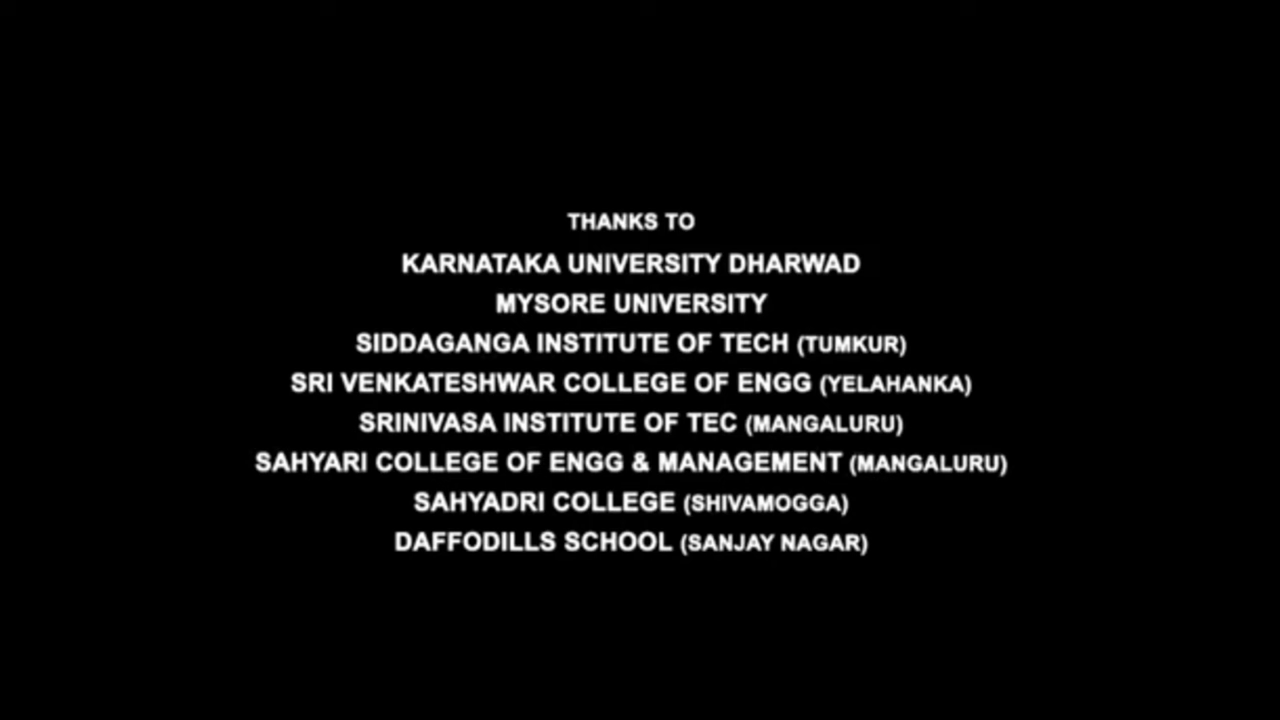 THANKS TO
KARNATAKA UNIVERSITY DHARWAD
MYSORE UNIVERSITY
SIDDAGANGA INSTITUTE OF TECH (TUMKUR)
SRI VENKATESHWAR COLLEGE OF ENGG (YELAHANKA)
SRINIVASA INSTITUTE OF TEC (MANGALURU)
SAHYARI COLLEGE OF ENGG & MANAGEMENT (MANGALURU)
SAHYADRI COLLEGE (SHIVAMOGGA)
DAFFODILLS SCHOOL (SANJAY NAGAR)